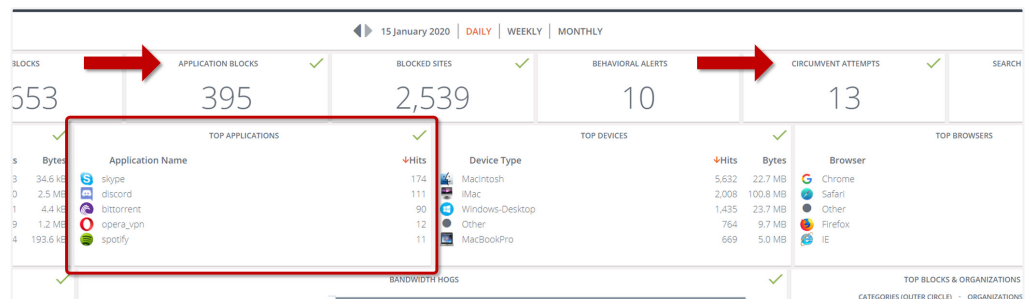 15 January 2020 | DAILY | WEEKLY | MONTHLY
BLOCKS
653
APPLICATION BLOCKS
395
BLOCKED SITES
2,539
BEHAVIORAL ALERTS
10
CIRCUMVENT ATTEMPTS
13
SEARCH
s Bytes
3 34.6 kB
0 2.5 MB
1 4.4 kB
9 1.2 MB
4 193.6 kB
TOP APPLICATIONS
Application Name Hits
skype 174
discord 111
bittorrent 90
opera_vpn 12
spotify 11
TOP DEVICES
Device Type Hits Bytes
Macintosh 5,632 22.7 MB
iMac 2,008 100.8 MB
Windows-Desktop 1,435 23.7 MB
Other 764 9.7 MB
MacBookPro 669 5.0 MB
TOP BROWSERS
Browser
Chrome
Safari
Other
Firefox
IE
BANDWIDTH HOGS
TOP BLOCKS & ORGANIZATIONS
CATEGORIES (OUTER CIRCLE) - ORGANIZATIONS